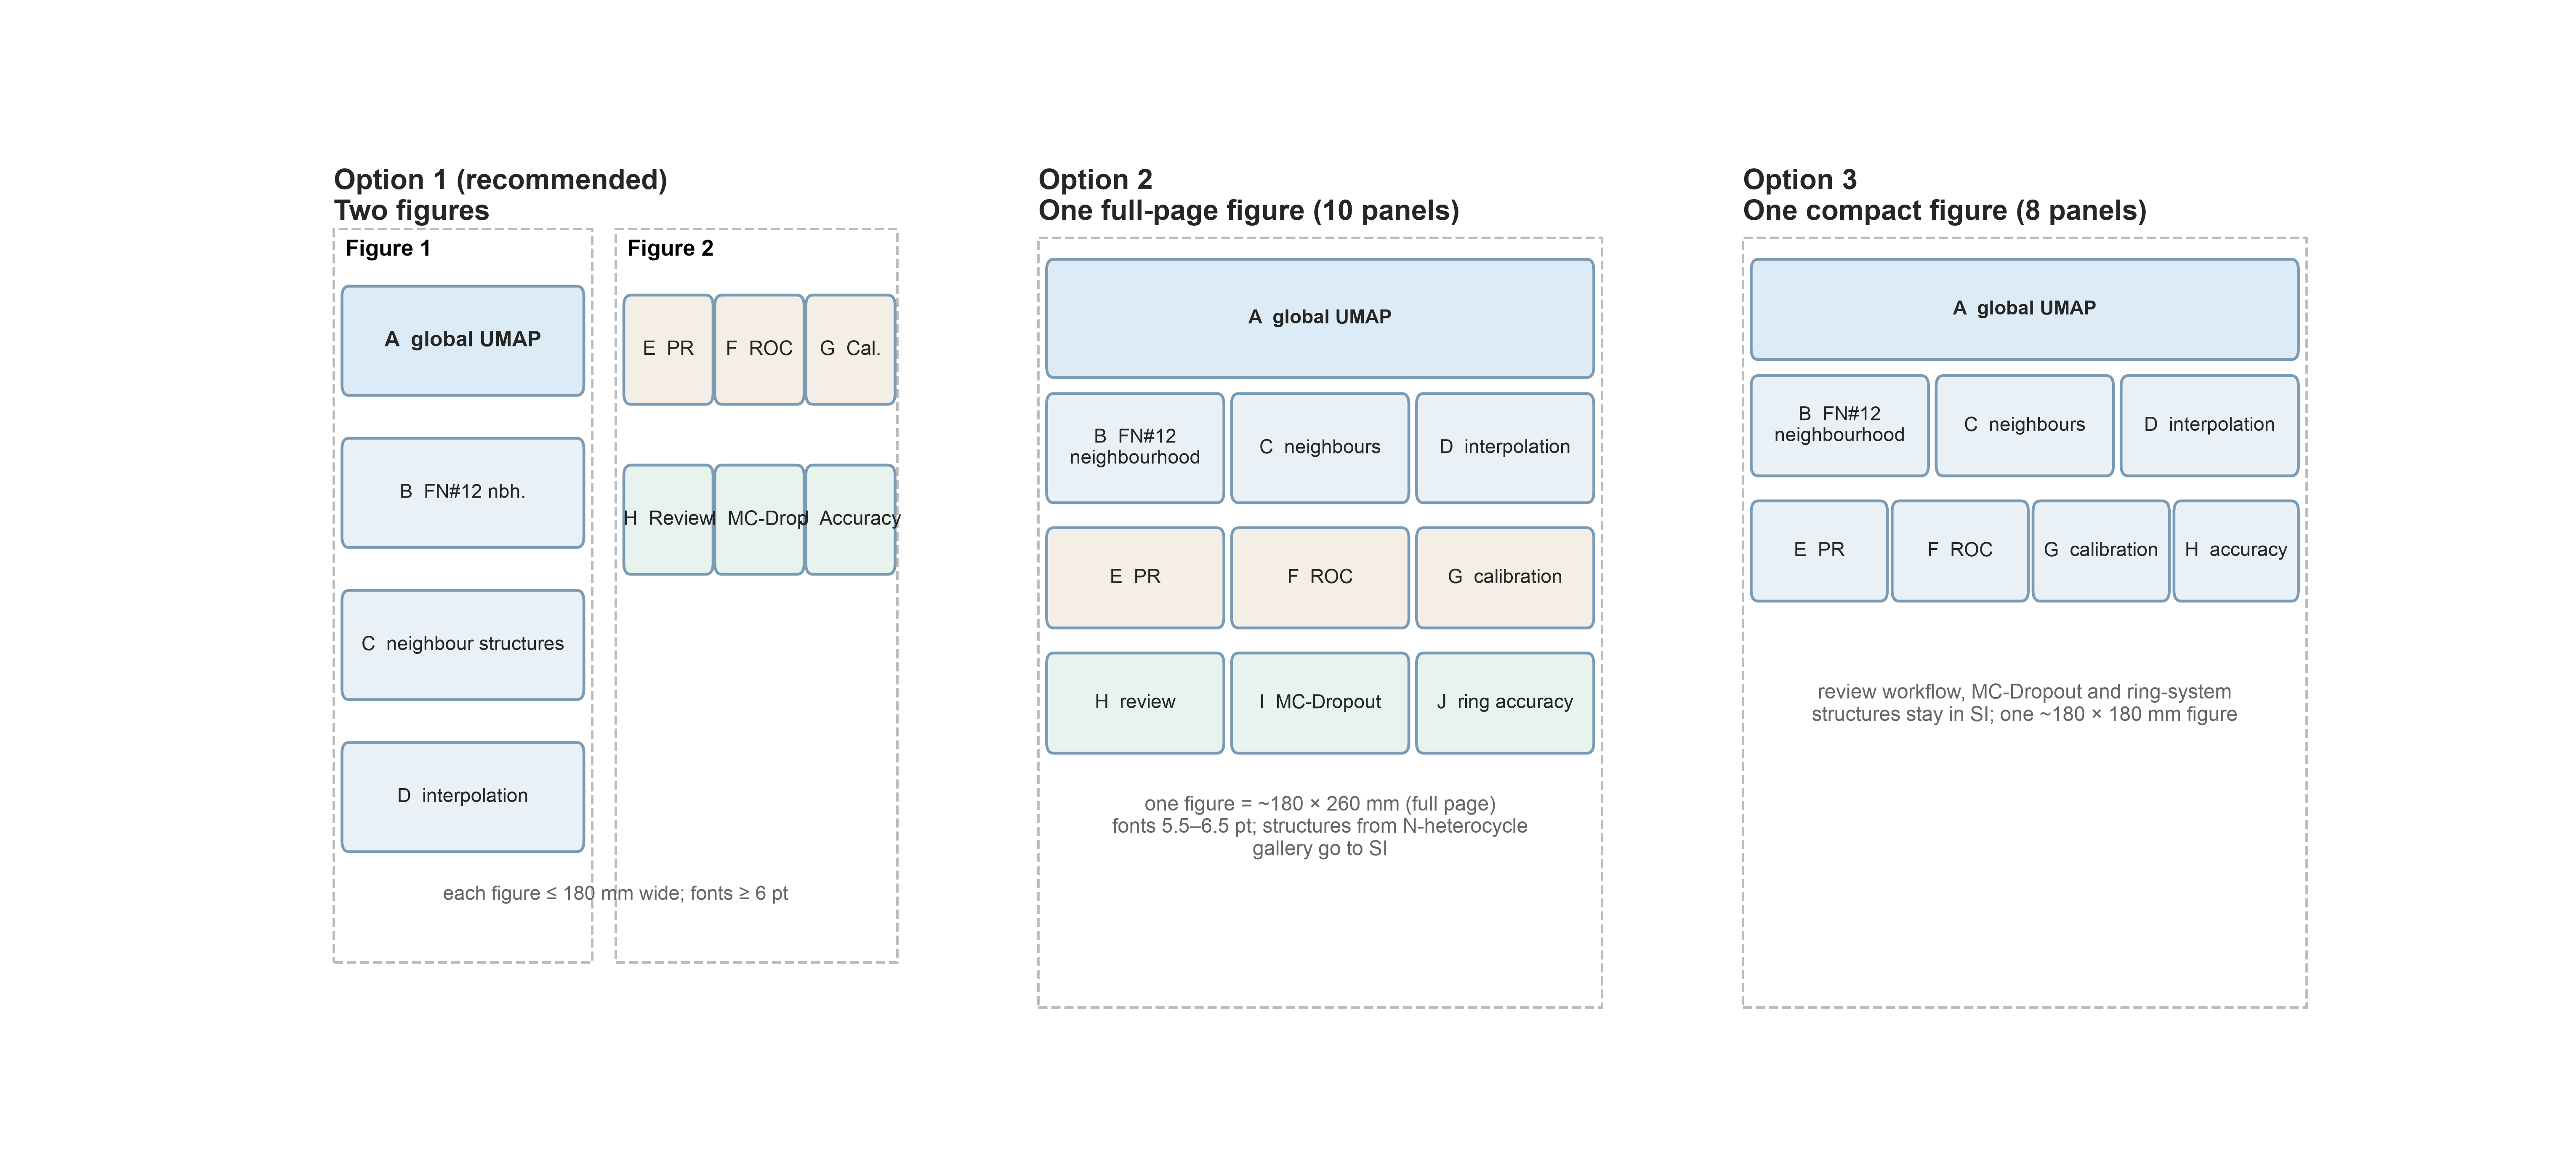 Option 1 (recommended)
Two figures
Figure 1
A  global UMAP
B  FN#12 nbh.
C  neighbour structures
D  interpolation
Figure 2
E  PR
F  ROC
G  Cal.
H  Review
MC-Drop
Accuracy
each figure ≤ 180 mm wide; fonts ≥ 6 pt
Option 2
One full-page figure (10 panels)
A  global UMAP
B  FN#12
neighbourhood
C  neighbours
D  interpolation
E  PR
F  ROC
G  calibration
H  review
I  MC-Dropout
J  ring accuracy
one figure = ~180 × 260 mm (full page)
fonts 5.5–6.5 pt; structures from N-heterocycle
gallery go to SI
Option 3
One compact figure (8 panels)
A  global UMAP
B  FN#12
neighbourhood
C  neighbours
D  interpolation
E  PR
F  ROC
G  calibration
H  accuracy
review workflow, MC-Dropout and ring-system
structures stay in SI; one ~180 × 180 mm figure